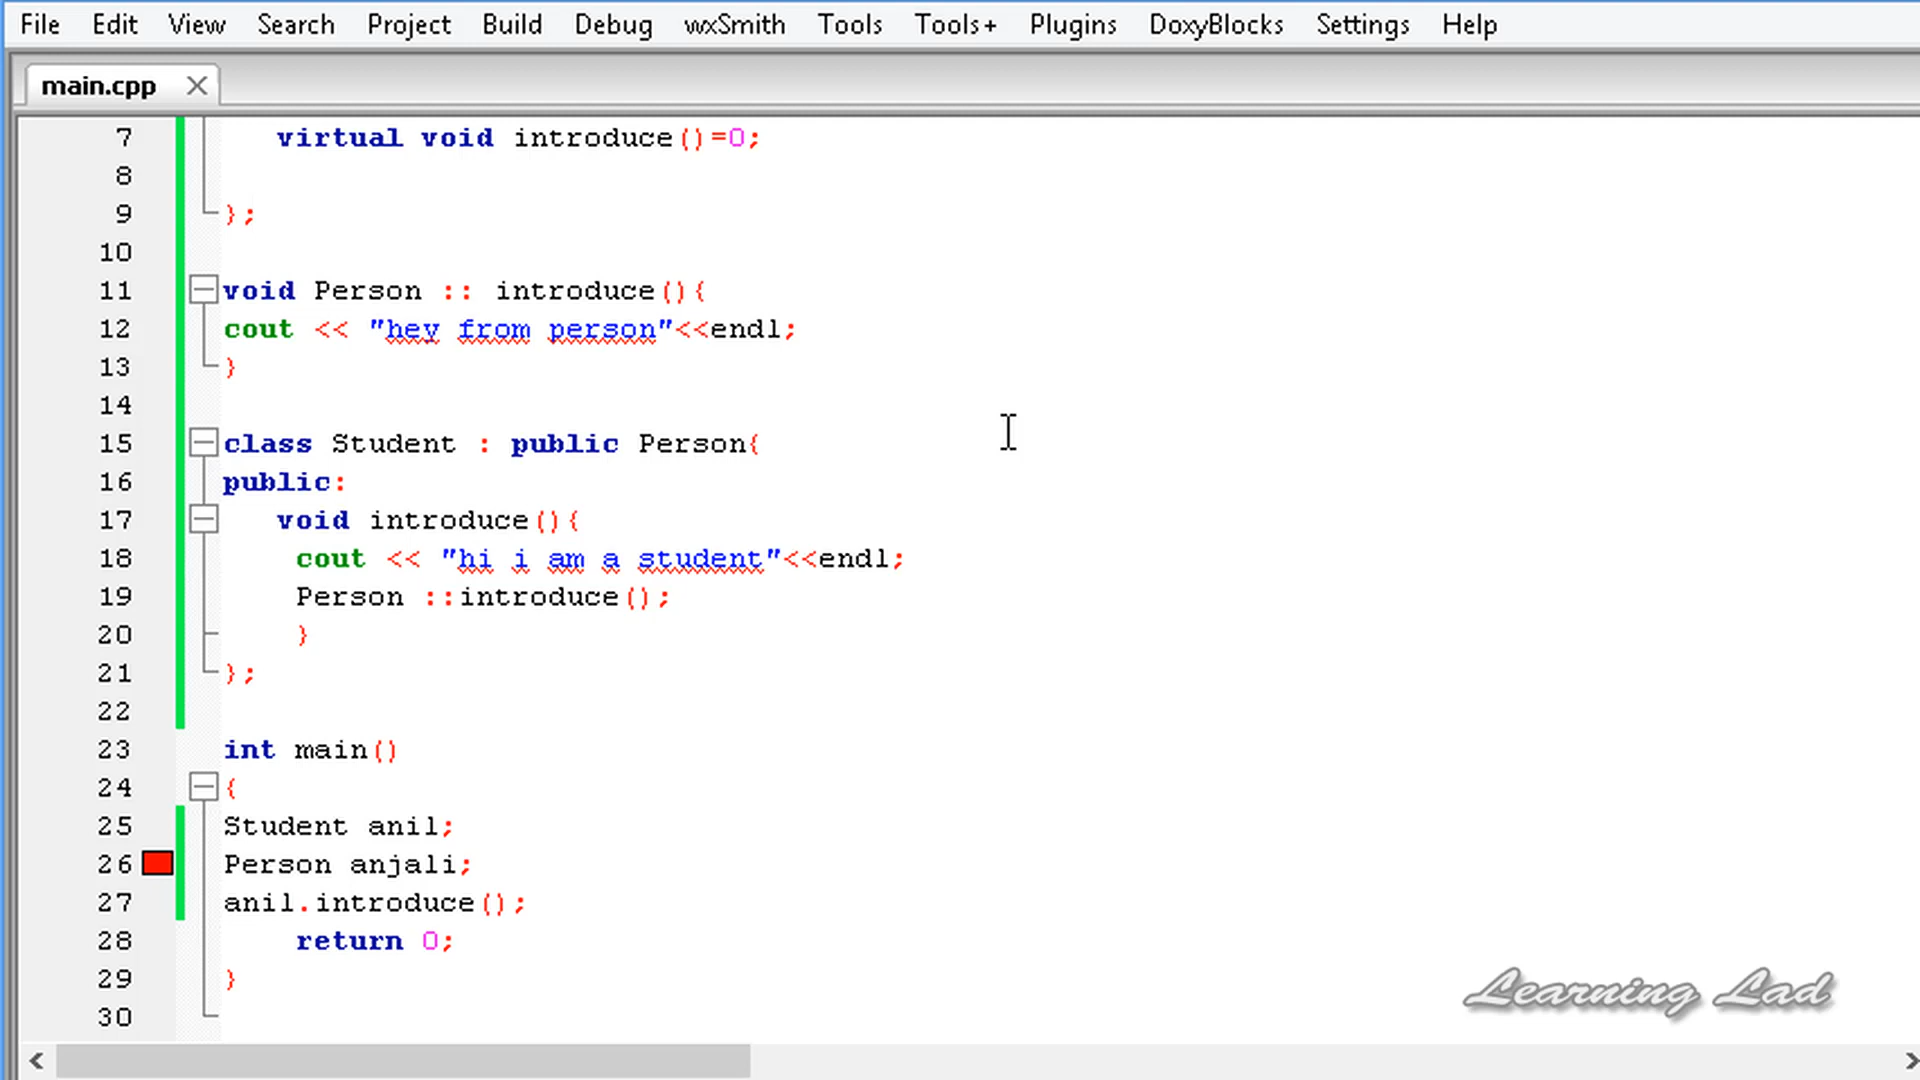 File Edit View Search Project Build Debug wxSmith Tools Tools+ Plugins DoxyBlocks Settings Help
main.cpp
7 virtual void introduce()=0;
8
9 };
10
11 void Person :: introduce(){
12 cout << "hey from person"<<endl;
13 }
14
15 class Student : public Person{
16 public:
17 void introduce(){
18 cout << "hi i am a student"<<endl;
19 Person ::introduce();
20 }
21 };
22
23 int main()
24 {
25 Student anil;
26 Person anjali;
27 anil.introduce();
28 return 0;
29 }
30
Learning Lad